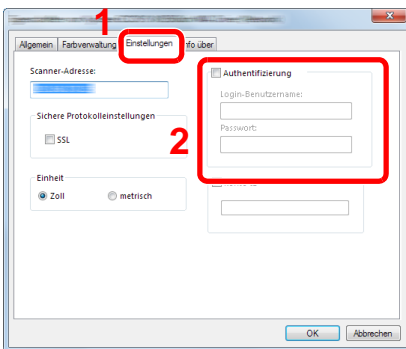 1
Allgemein Farbverwaltung Einstellungen nfo über
Scanner-Adresse:
Authentifizierung
Login-Benutzername:
Passwort:
Sichere Protokolleinstellungen
SSL
2
Einheit
Zoll metrisch
OK Abbrechen